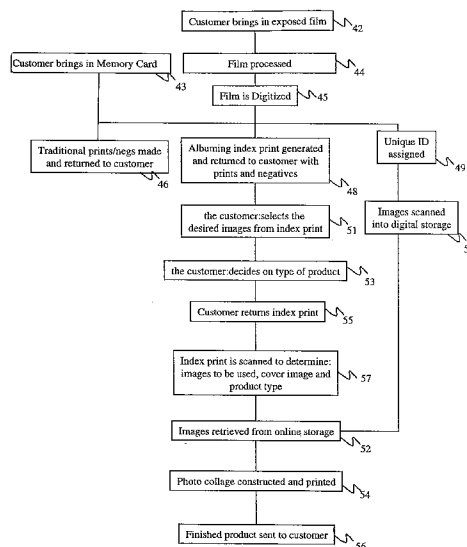 Customer brings in exposed film
42
Customer brings in Memory Card
43
Film processed
44
Film is Digitized
45
Traditional prints/negs made
and returned to customer
46
Albuming index print generated
and returned to customer with
prints and negatives
48
Unique ID
assigned
49
the customer:selects the
desired images from index print
51
Images scanned
into digital storage
the customer:decides on type of product
53
Customer returns index print
55
Index print is scanned to determine:
images to be used, cover image and
product type
57
Images retrieved from online storage
52
Photo collage constructed and printed
54
Finished product sent to customer
56